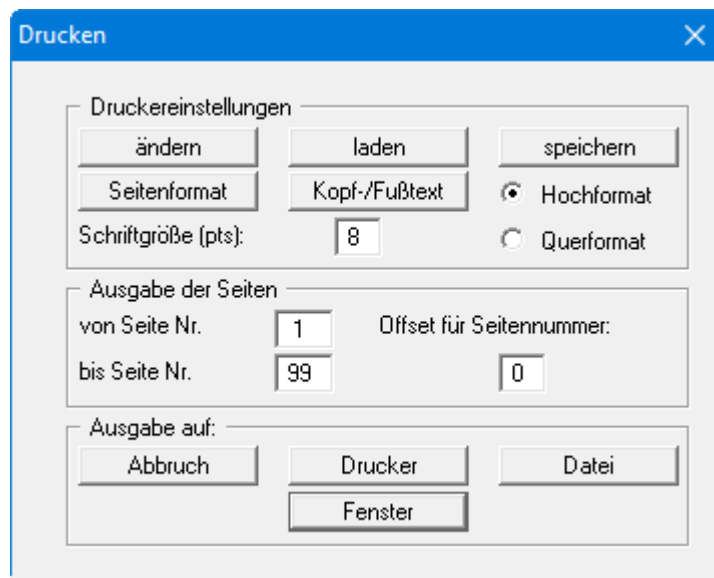 Drucken
Druckereinstellungen
ändern laden speichern
Seitenformat Kopf-/Fußtext Hochformat
Schriftgröße (pts): 8 Querformat
Ausgabe der Seiten
von Seite Nr. 1 Offset für Seitennummer:
bis Seite Nr. 99 0
Ausgabe auf:
Abbruch Drucker Datei
Fenster